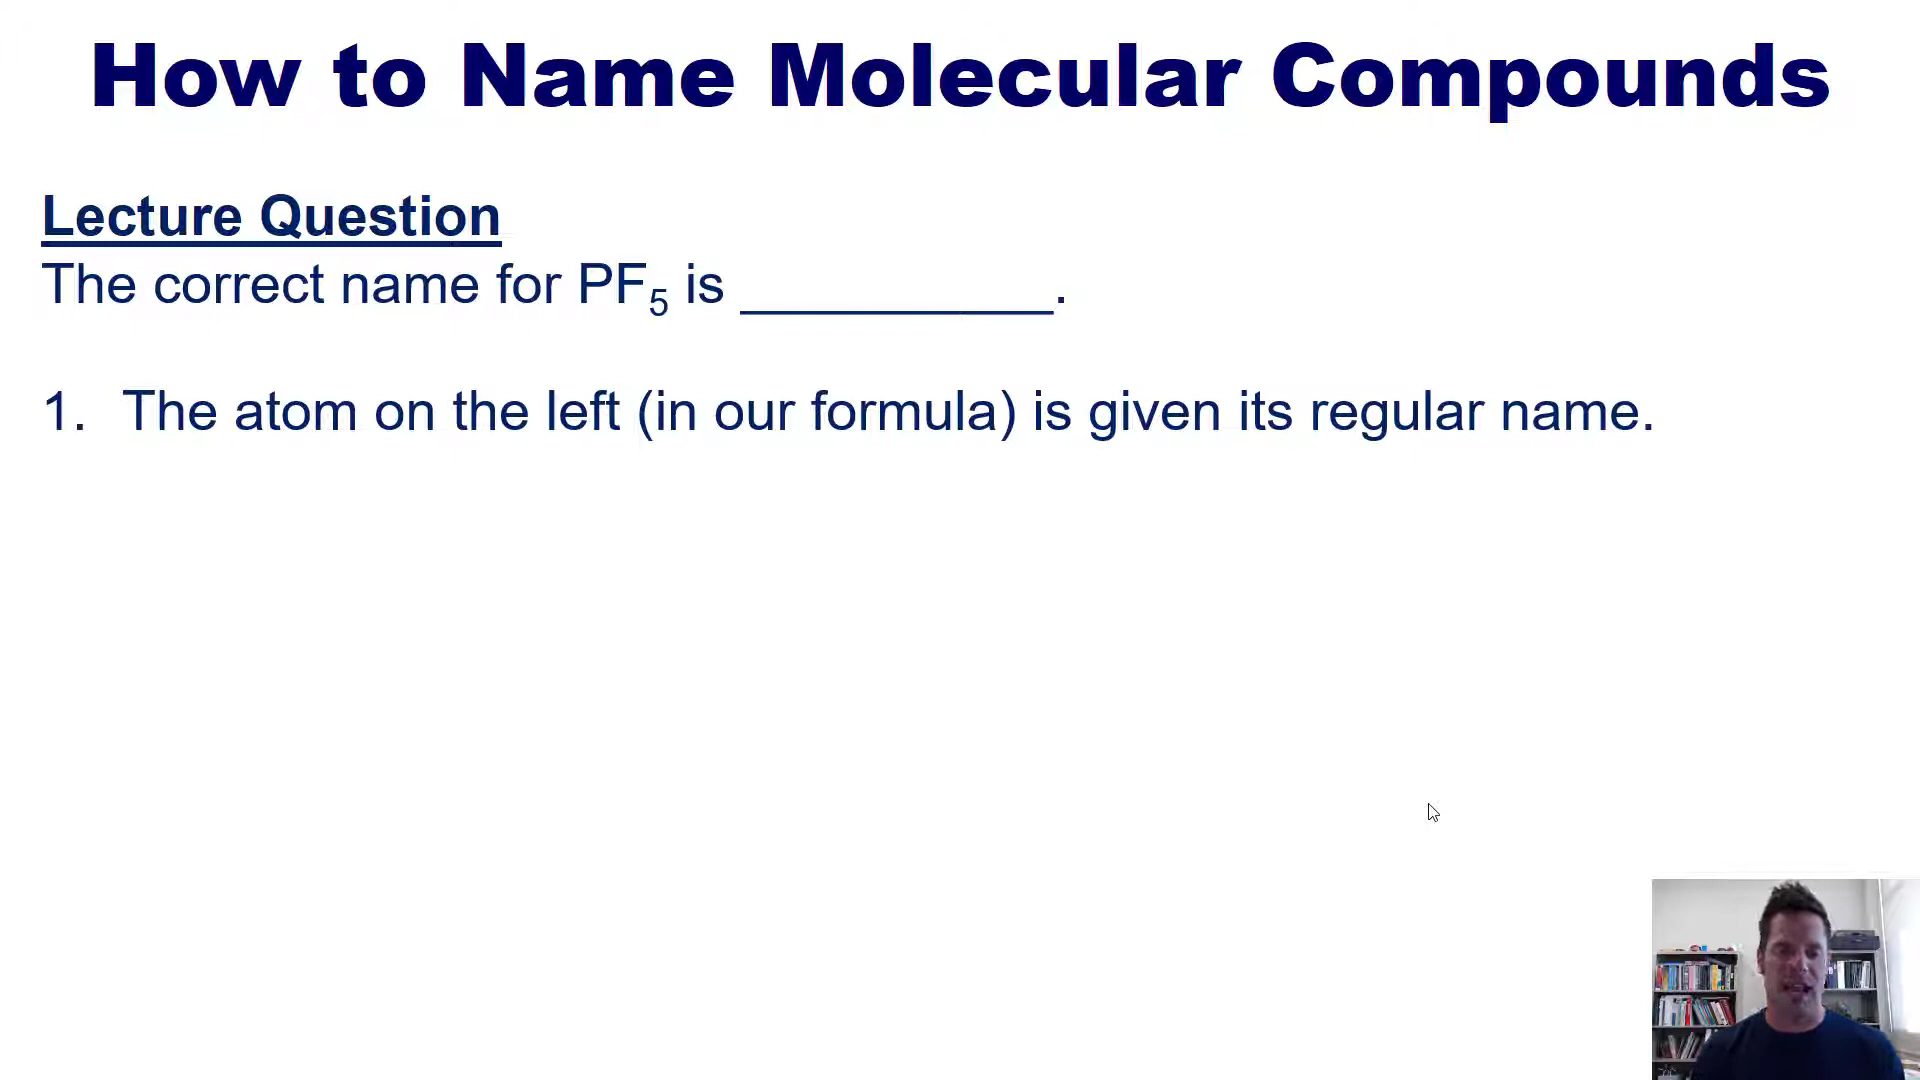 How to Name Molecular Compounds
Lecture Question
The correct name for PF₅ is ___________.
1. The atom on the left (in our formula) is given its regular name.